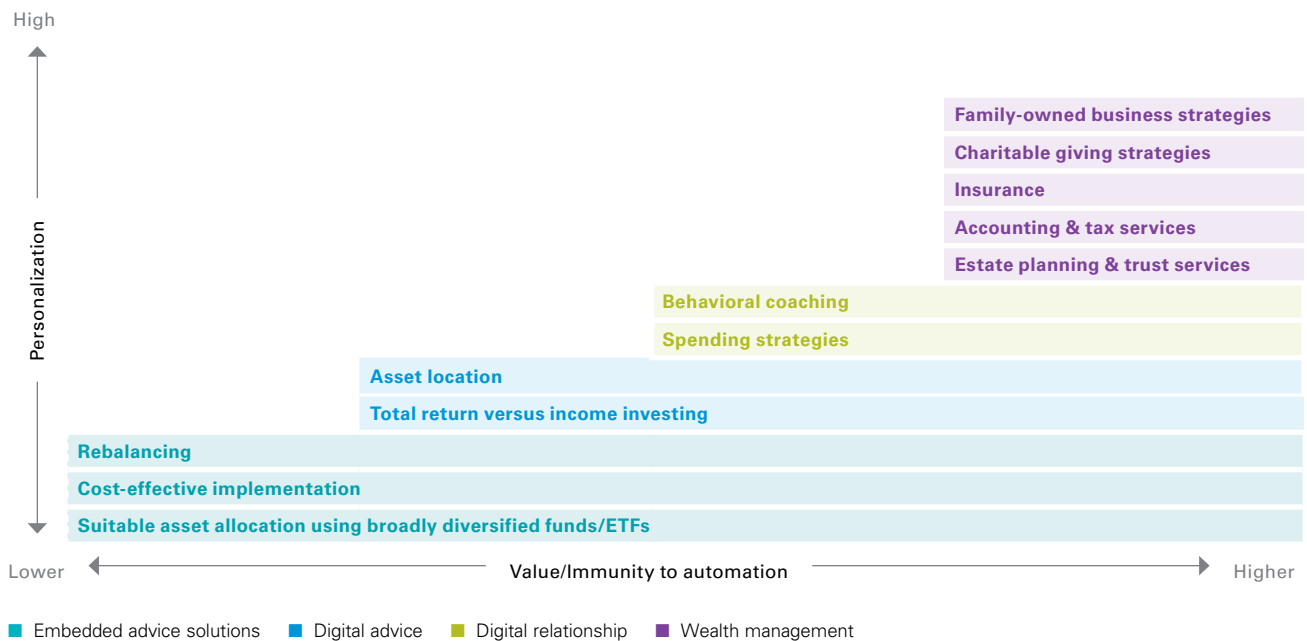 High
Family-owned business strategies
Charitable giving strategies
Insurance
Accounting & tax services
Estate planning & trust services
Behavioral coaching
Spending strategies
Asset location
Total return versus income investing
Rebalancing
Cost-effective implementation
Suitable asset allocation using broadly diversified funds/ETFs
Personalization
Lower
Value/Immunity to automation
Higher
Embedded advice solutions
Digital advice
Digital relationship
Wealth management